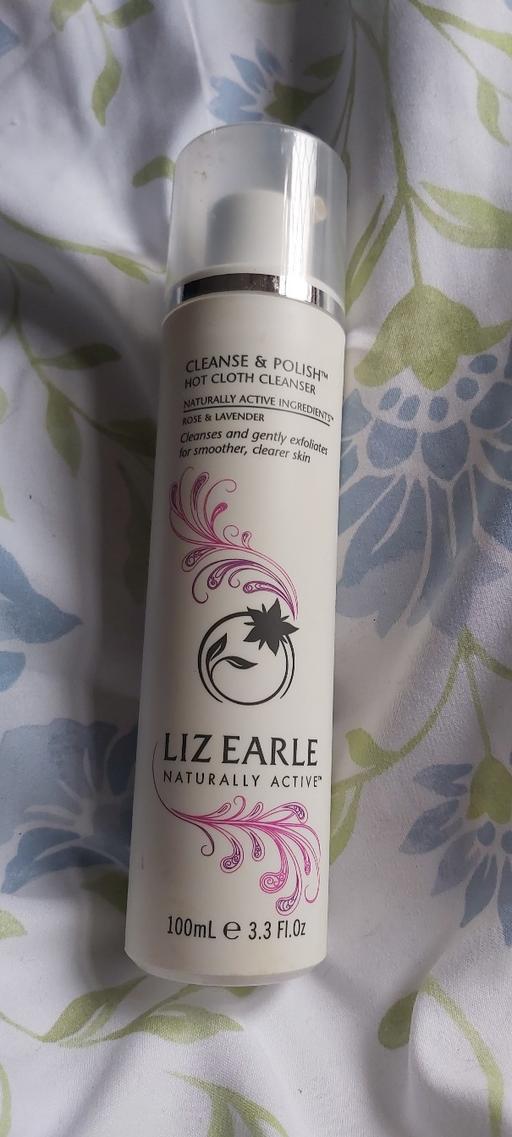 CLEANSE & POLISH™
HOT CLOTH CLEANSER
NATURALLY ACTIVE INGREDIENTS™
ROSE & LAVENDER
Cleanses and gently exfoliates
for smoother, clearer skin
LIZ EARLE
NATURALLY ACTIVE™
100mL ℮ 3.3 Fl.Oz